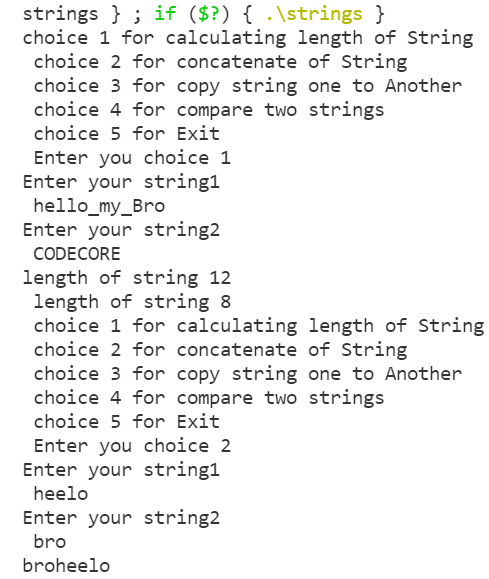 strings } ; if ($?) { .\strings }
choice 1 for calculating length of String
choice 2 for concatenate of String
choice 3 for copy string one to Another
choice 4 for compare two strings
choice 5 for Exit
Enter you choice 1
Enter your string1
hello_my_Bro
Enter your string2
CODECORE
length of string 12
length of string 8
choice 1 for calculating length of String
choice 2 for concatenate of String
choice 3 for copy string one to Another
choice 4 for compare two strings
choice 5 for Exit
Enter you choice 2
Enter your string1
heelo
Enter your string2
bro
broheelo